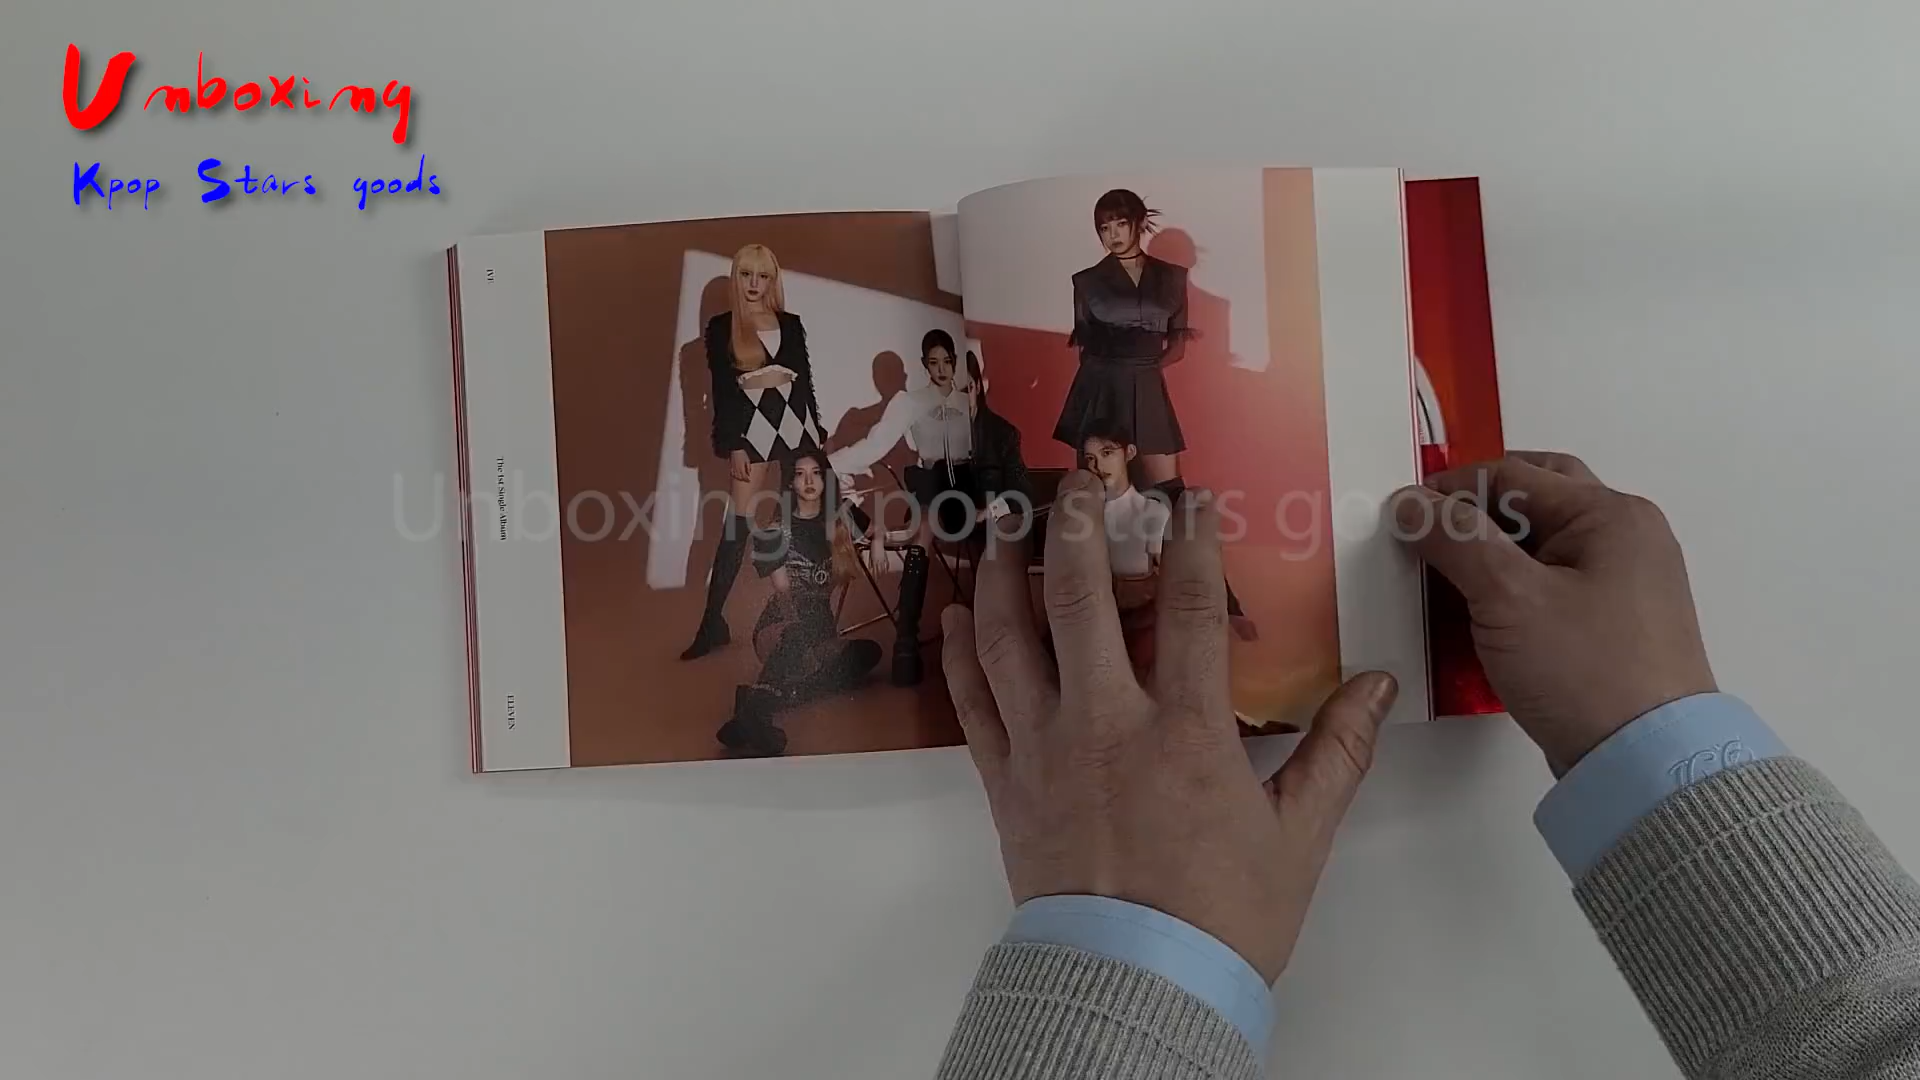 Unboxing
Kpop Stars goods
IVE
The 1st Single Album
ELEVEN
Unboxing kpop stars goods